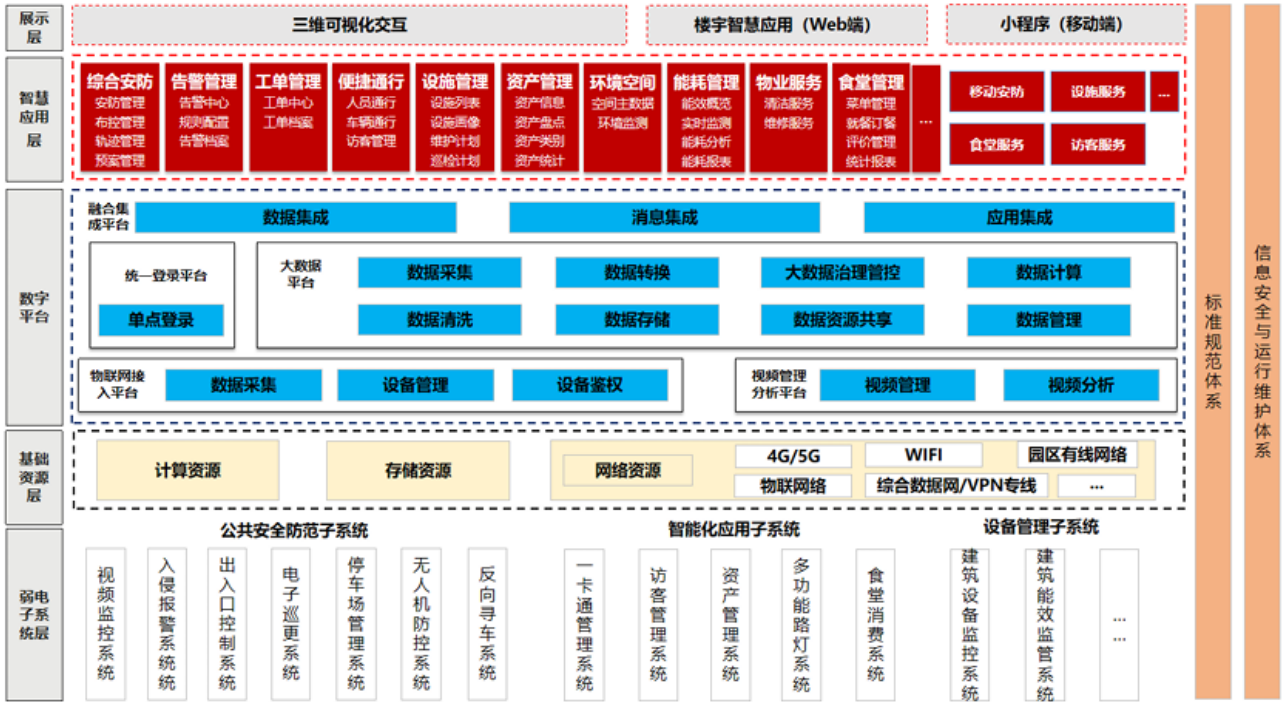 展示
层
三维可视化交互
楼宇智慧应用（Web端）
小程序（移动端）
智慧
应用
层
综合安防
安防管理
布控管理
轨迹管理
预案管理
告警管理
告警中心
规则配置
告警档案
工单管理
工单中心
工单档案
便捷通行
人员通行
车辆通行
访客管理
设施管理
设施列表
设施画像
维护计划
巡检计划
资产管理
资产信息
资产盘点
资产类别
资产统计
环境空间
空间主数据
环境监测
能耗管理
能效概览
实时监测
能耗分析
能耗报表
物业服务
清洁服务
维修服务
食堂管理
菜单管理
就餐订餐
评价管理
统计报表
...
移动安防
设施服务
...
食堂服务
访客服务
数字
平台
融合集
成平台
数据集成
消息集成
应用集成
统一登录平台
单点登录
大数据
平台
数据采集
数据转换
大数据治理管控
数据计算
数据清洗
数据存储
数据资源共享
数据管理
物联网接
入平台
数据采集
设备管理
设备鉴权
视频管理
分析平台
视频管理
视频分析
基础
资源
层
计算资源
存储资源
网络资源
4G/5G
WIFI
园区有线网络
物联网络
综合数据网/VPN专线
...
弱电
子系
统层
公共安全防范子系统
视频监控系统
入侵报警系统
出入口控制系统
电子巡更系统
停车场管理系统
无人机防控系统
反向寻车系统
智能化应用子系统
一卡通管理系统
访客管理系统
资产管理系统
多功能路灯系统
食堂消费系统
设备管理子系统
建筑设备监控系统
建筑能效监管系统
...
...
标准规范体系
信息安全与运行维护体系